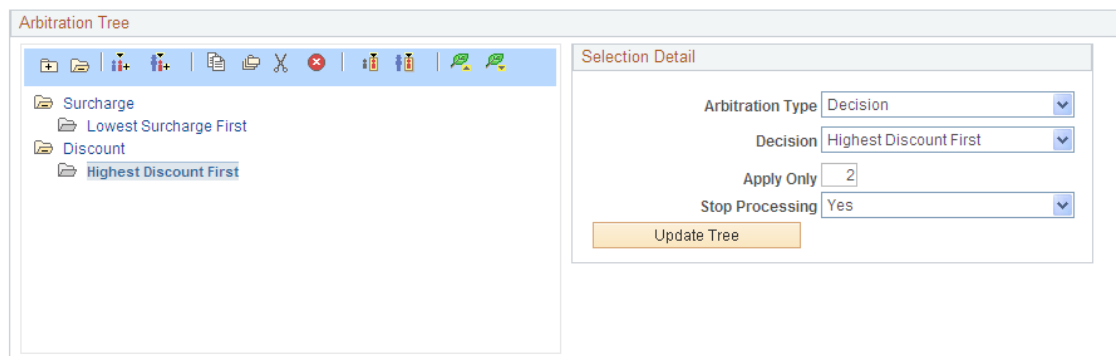 Arbitration Tree
Surcharge
Lowest Surcharge First
Discount
Highest Discount First
Selection Detail
Arbitration Type Decision
Decision Highest Discount First
Apply Only 2
Stop Processing Yes
Update Tree